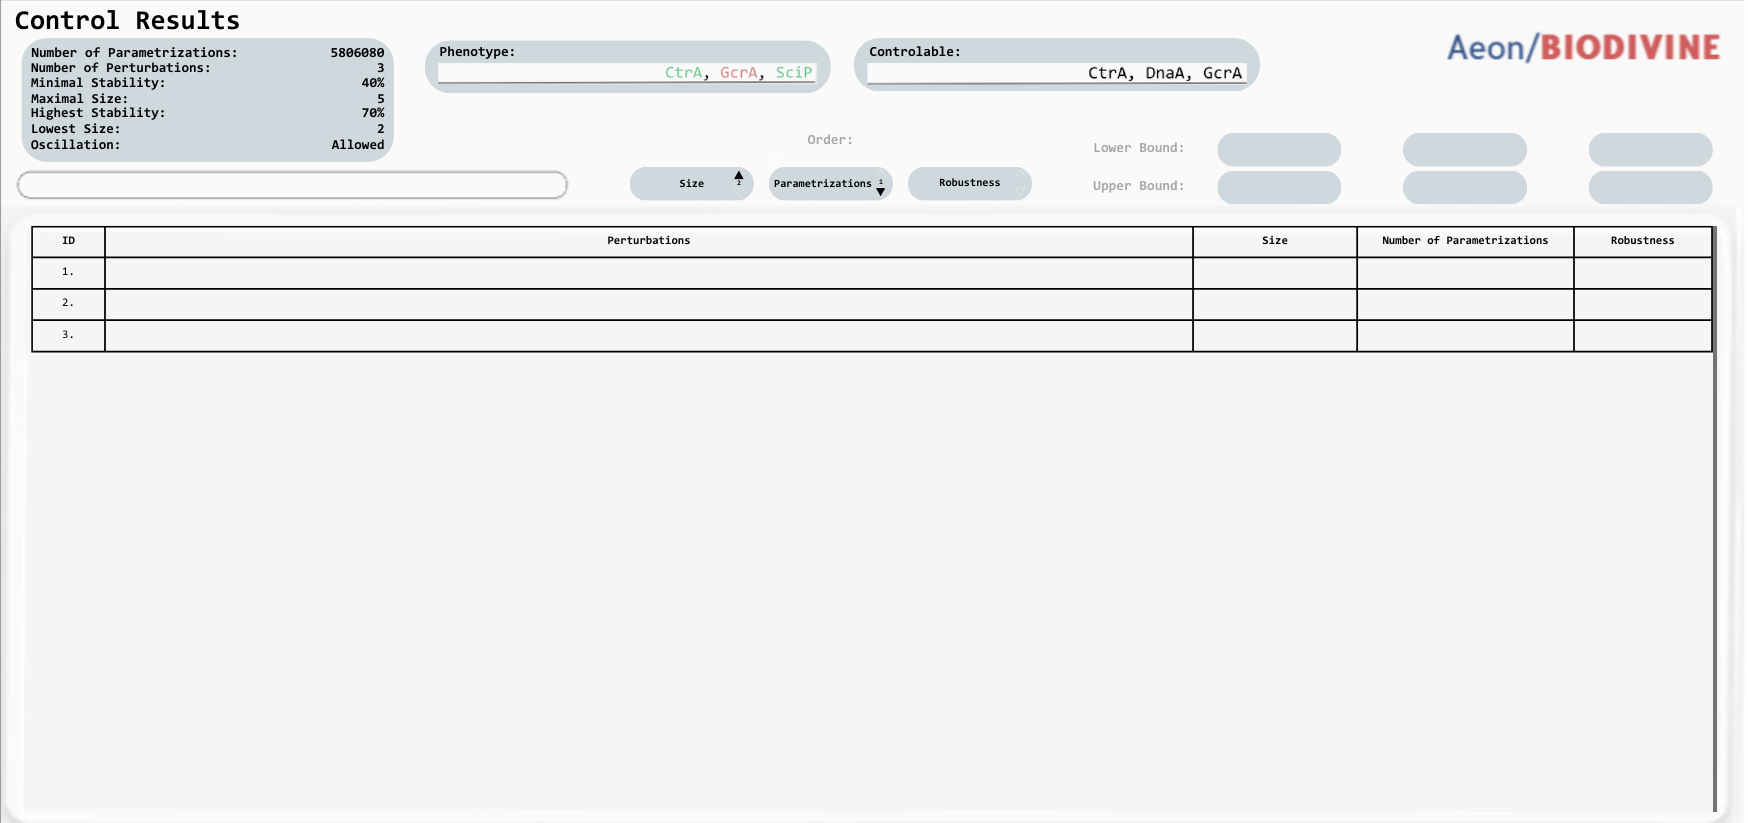 Control Results
Number of Parametrizations: 5806080
Number of Perturbations: 3
Minimal Stability: 40%
Maximal Size: 5
Highest Stability: 70%
Lowest Size: 2
Oscillation: Allowed
Phenotype:
CtrA, GcrA, SciP
Controlable:
CtrA, DnaA, GcrA
Aeon/BIODIVINE
Order:
Size 2
Parametrizations 1
Robustness
Lower Bound:
Upper Bound:
ID Perturbations Size Number of Parametrizations Robustness
1.
2.
3.